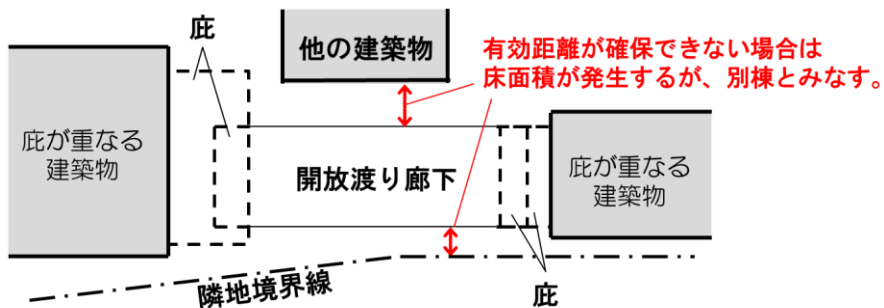 庇
他の建築物
有効距離が確保できない場合は
床面積が発生するが、別棟とみなす。
庇が重なる
建築物
開放渡り廊下
庇が重なる
建築物
隣地境界線
庇